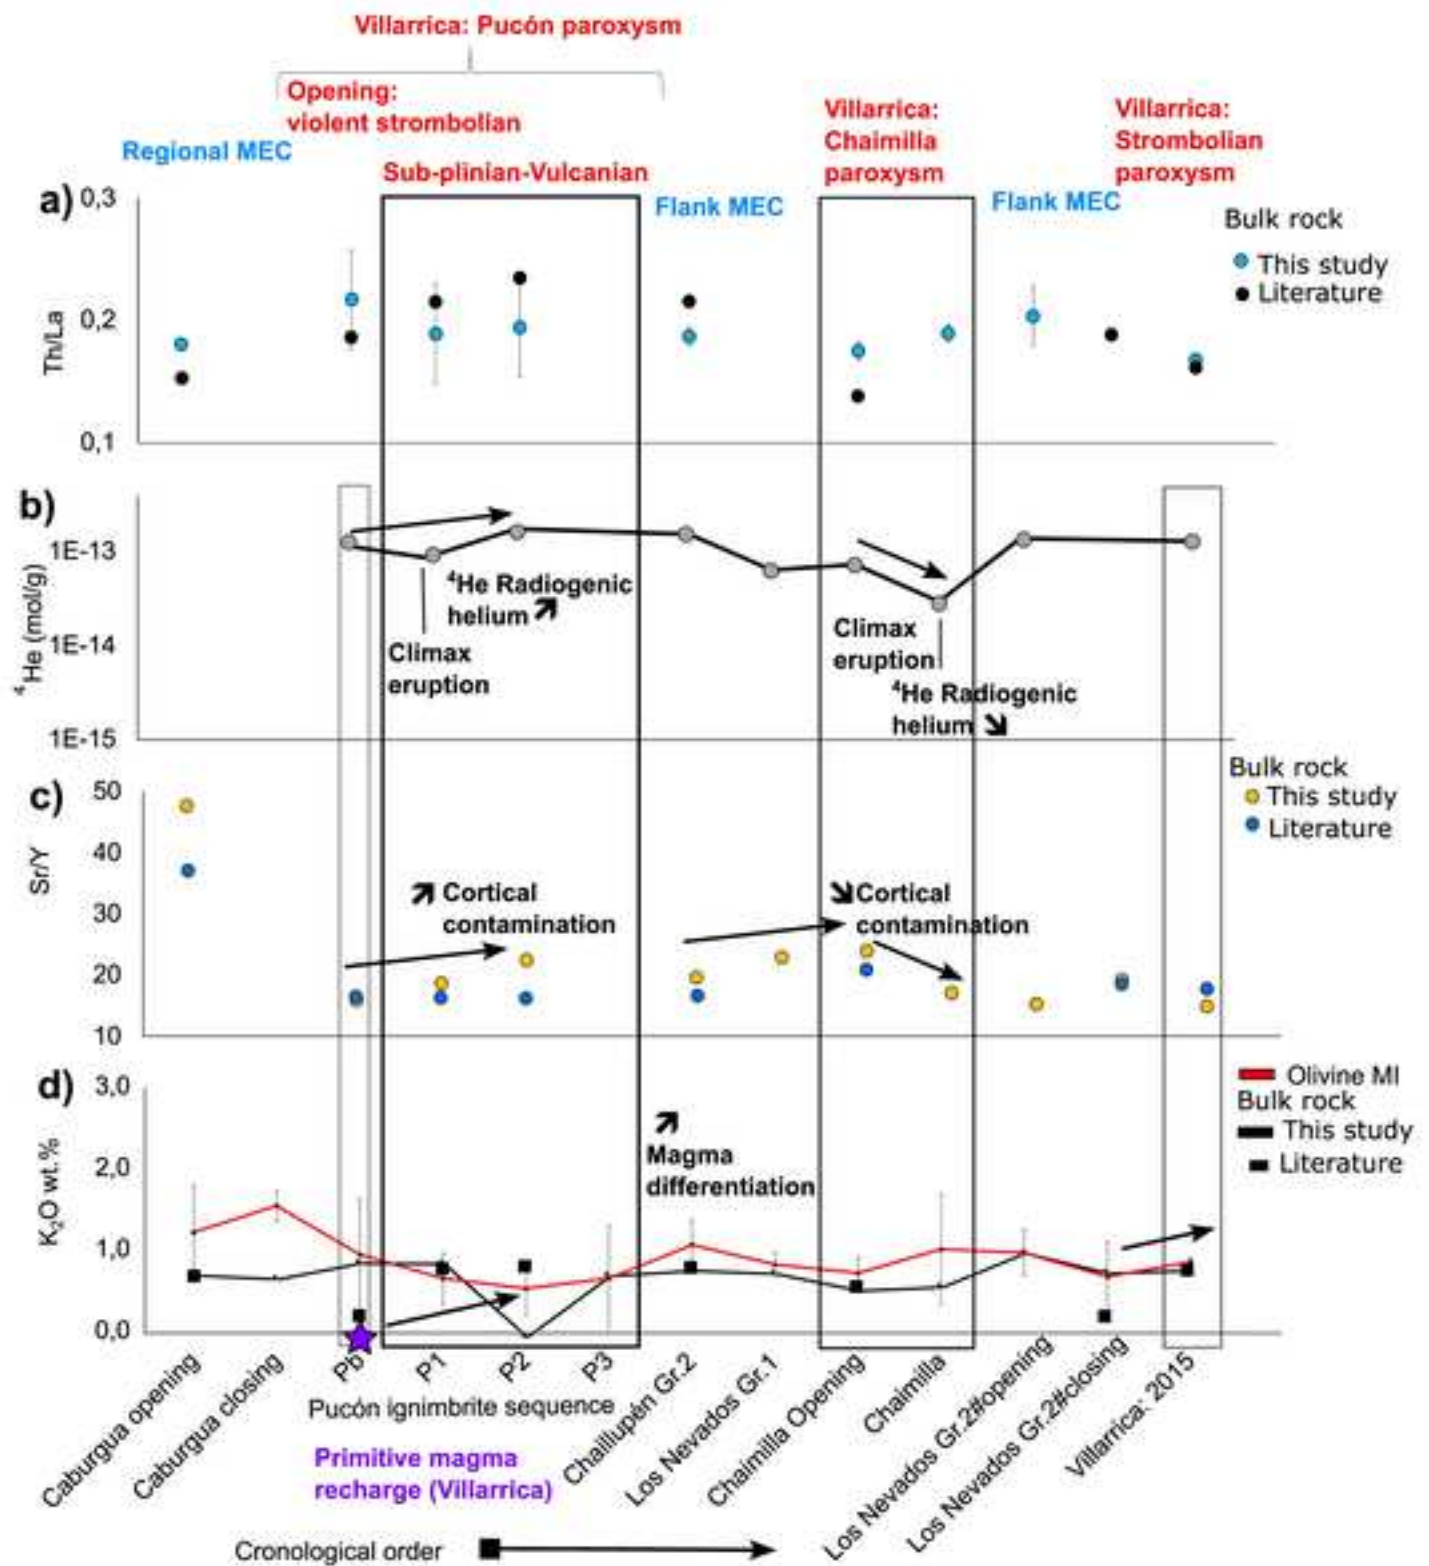 Villarrica: Pucón paroxysm
Opening:
violent strombolian
Regional MEC
Sub-plinian-Vulcanian
Flank MEC
Villarrica:
Chaimilla
paroxysm
Flank MEC
Villarrica:
Strombolian
paroxysm
a)
0,3
0,2
0,1
Th/La
Bulk rock
This study
Literature
b)
1E-13
1E-14
1E-15
⁴He (mol/g)
⁴He Radiogenic
helium
Climax
eruption
Climax
eruption
⁴He Radiogenic
helium
c)
50
40
30
20
10
Sr/Y
Bulk rock
This study
Literature
Cortical
contamination
Cortical
contamination
d)
3,0
2,0
1,0
0,0
K₂O wt.%
Olivine MI
Bulk rock
This study
Literature
Magma
differentiation
Caburgua opening
Caburgua closing
Pb
P1
P2
P3
Chaillupén Gr.2
Los Nevados Gr.1
Chaimilla Opening
Chaimilla
Los Nevados Gr.2#opening
Los Nevados Gr.2#closing
Villarrica: 2015
Pucón ignimbrite sequence
Primitive magma
recharge (Villarrica)
Cronological order